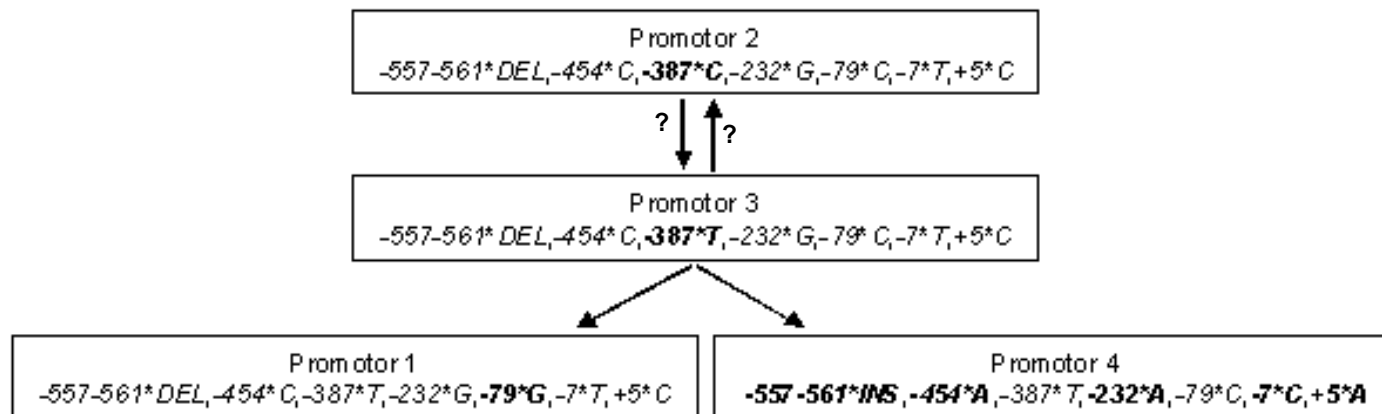 Promotor 2
-557-561*DEL,-454*C,-387*C,-232*G,-79*C,-7*T,+5*C
? ?
Promotor 3
-557-561*DEL,-454*C,-387*T,-232*G,-79*C,-7*T,+5*C
Promotor 1
-557-561*DEL,-454*C,-387*T,-232*G,-79*G,-7*T,+5*C
Promotor 4
-557-561*INS,-454*A,-387*T,-232*A,-79*C,-7*C,+5*A